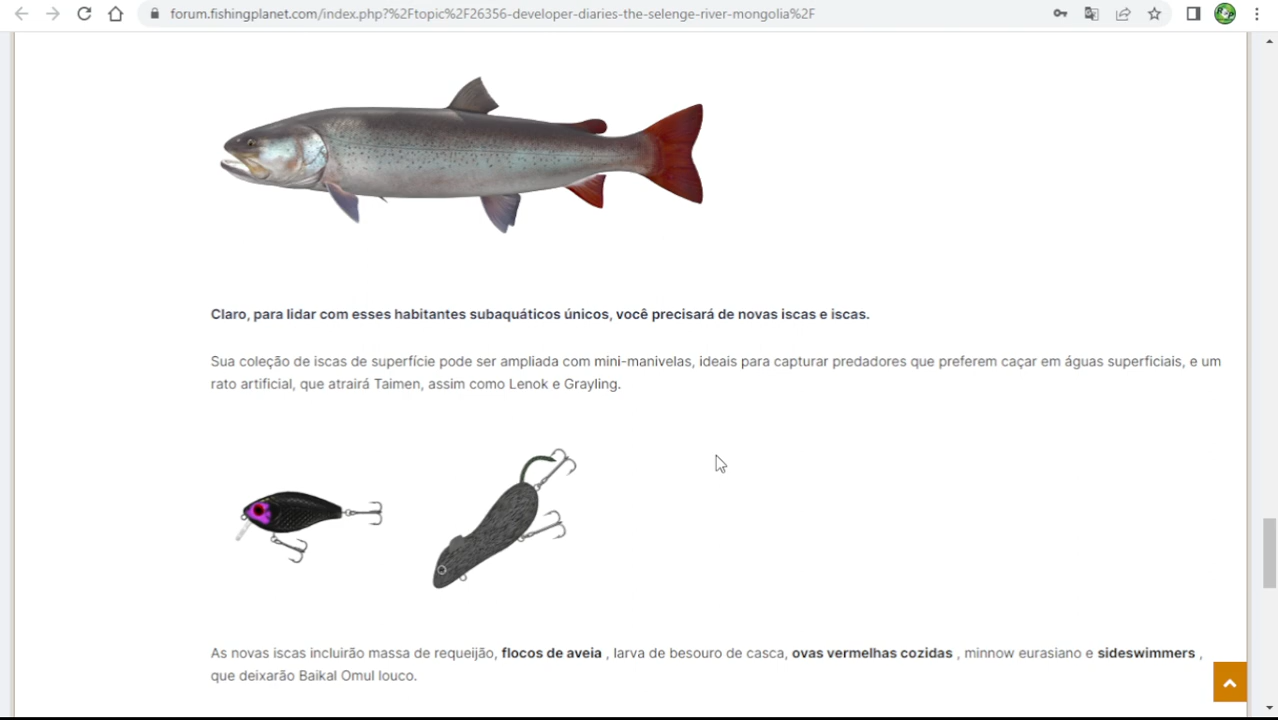 forum.fishingplanet.com/index.php?%2Ftopic%2F26356-developer-diaries-the-selenge-river-mongolia%2F
Claro, para lidar com esses habitantes subaquáticos únicos, você precisará de novas iscas e iscas.
Sua coleção de iscas de superfície pode ser ampliada com mini-manivelas, ideais para capturar predadores que preferem caçar em águas superficiais, e um
rato artificial, que atrairá Taimen, assim como Lenok e Grayling.
As novas iscas incluirão massa de requeijão, flocos de aveia , larva de besouro de casca, ovas vermelhas cozidas , minnow eurasiano e sideswimmers ,
que deixarão Baikal Omul louco.